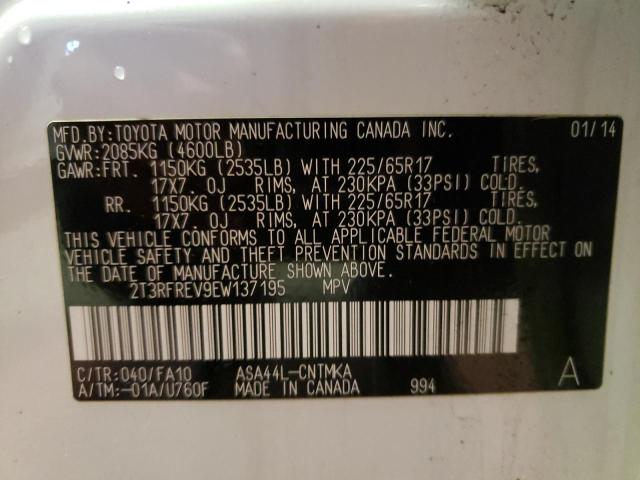 MFD.BY:TOYOTA MOTOR MANUFACTURING CANADA INC. 01/14
GVWR:2085KG (4600LB)
GAWR:FRT. 1150KG (2535LB) WITH 225/65R17 TIRES,
17X7.0J RIMS, AT 230KPA (33PSI) COLD.
RR. 1150KG (2535LB) WITH 225/65R17 TIRES,
17X7.0J RIMS, AT 230KPA (33PSI) COLD.
THIS VEHICLE CONFORMS TO ALL APPLICABLE FEDERAL MOTOR
VEHICLE SAFETY AND THEFT PREVENTION STANDARDS IN EFFECT ON
THE DATE OF MANUFACTURE SHOWN ABOVE.
2T3RFREV9EW137195 MPV
C/TR:040/FA10 ASA44L-CNTMKA
A/TM:-01A/U760F MADE IN CANADA 994 A